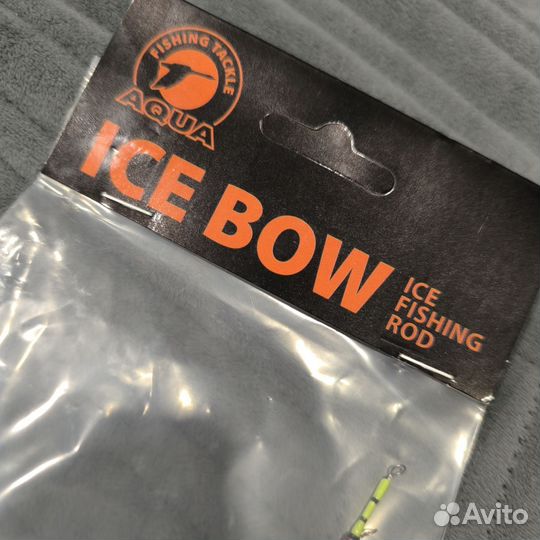 FISHING TACKLE
AQUA
ICE BOW
ICE
FISHING
ROD
Avito